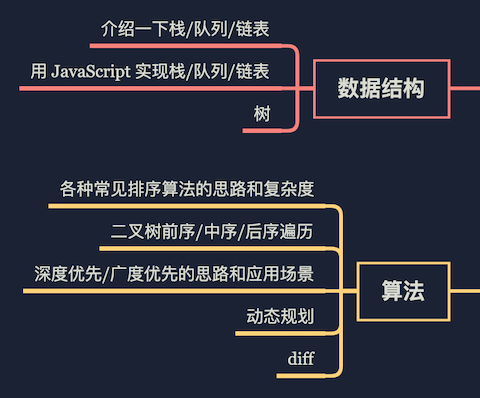 介绍一下栈/队列/链表
用 JavaScript 实现栈/队列/链表
数据结构
树
各种常见排序算法的思路和复杂度
二叉树前序/中序/后序遍历
深度优先/广度优先的思路和应用场景
算法
动态规划
diff